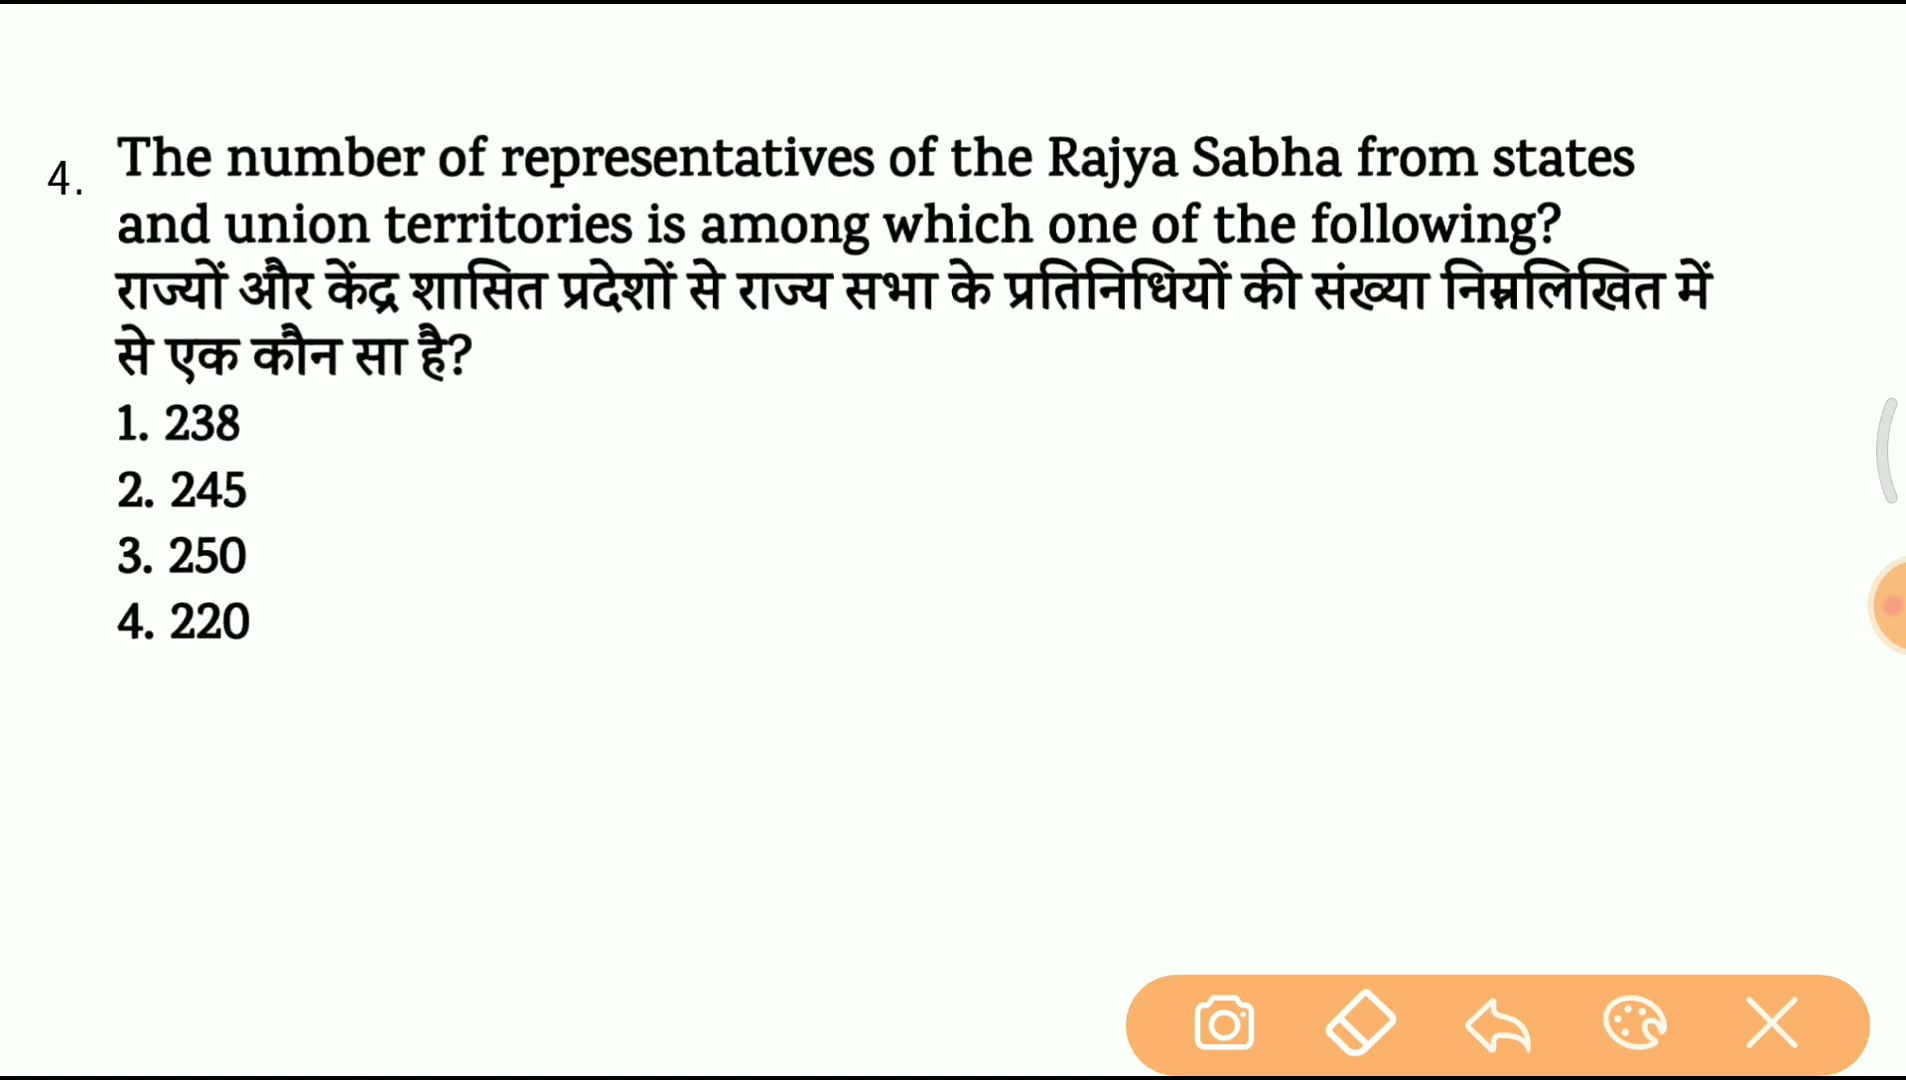 4. The number of representatives of the Rajya Sabha from states
and union territories is among which one of the following?
राज्यों और केंद्र शासित प्रदेशों से राज्य सभा के प्रतिनिधियों की संख्या निम्नलिखित में
से एक कौन सा है?
1. 238
2. 245
3. 250
4. 220